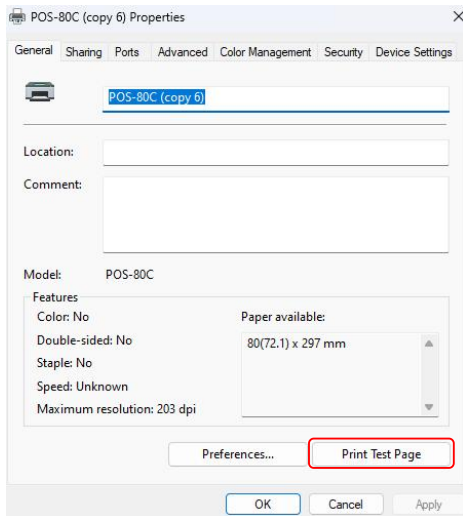 POS-80C (copy 6) Properties
General Sharing Ports Advanced Color Management Security Device Settings
POS-80C (copy 6)
Location:
Comment:
Model: POS-80C
Features
Color: No
Paper available:
Double-sided: No
80(72.1) x 297 mm
Staple: No
Speed: Unknown
Maximum resolution: 203 dpi
Preferences... Print Test Page
OK Cancel Apply